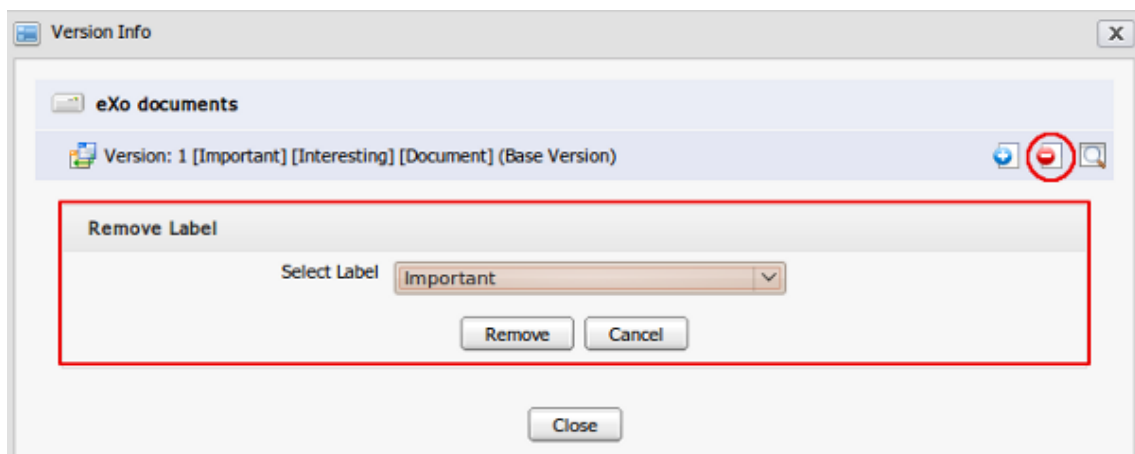 Version Info
X
eXo documents
Version: 1 [Important] [Interesting] [Document] (Base Version)
Remove Label
Select Label Important
Remove Cancel
Close